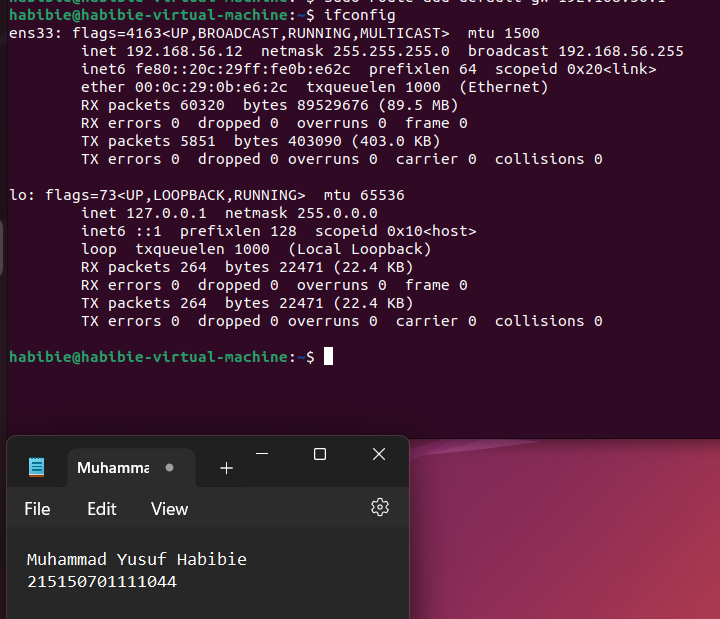 habibie@habibie-virtual-machine:~$ sudo route add default gw 192.168.56.1
habibie@habibie-virtual-machine:~$ ifconfig
ens33: flags=4163<UP,BROADCAST,RUNNING,MULTICAST>  mtu 1500
        inet 192.168.56.12  netmask 255.255.255.0  broadcast 192.168.56.255
        inet6 fe80::20c:29ff:fe0b:e62c  prefixlen 64  scopeid 0x20<link>
        ether 00:0c:29:0b:e6:2c  txqueuelen 1000  (Ethernet)
        RX packets 60320  bytes 89529676 (89.5 MB)
        RX errors 0  dropped 0  overruns 0  frame 0
        TX packets 5851  bytes 403090 (403.0 KB)
        TX errors 0  dropped 0 overruns 0  carrier 0  collisions 0

lo: flags=73<UP,LOOPBACK,RUNNING>  mtu 65536
        inet 127.0.0.1  netmask 255.0.0.0
        inet6 ::1  prefixlen 128  scopeid 0x10<host>
        loop  txqueuelen 1000  (Local Loopback)
        RX packets 264  bytes 22471 (22.4 KB)
        RX errors 0  dropped 0  overruns 0  frame 0
        TX packets 264  bytes 22471 (22.4 KB)
        TX errors 0  dropped 0 overruns 0  carrier 0  collisions 0

habibie@habibie-virtual-machine:~$
Muhamma
File Edit View
Muhammad Yusuf Habibie
215150701111044